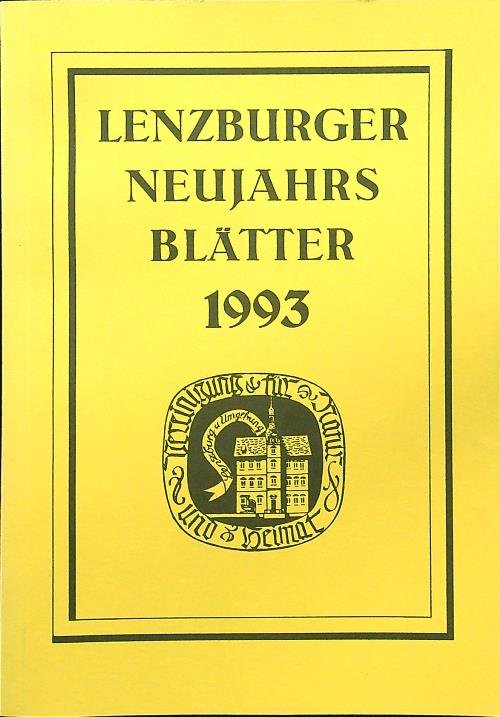 LENZBURGER
NEUJAHRS
BLÄTTER
1993
Vereinigung für Natur
und Heimat
Lenzburg u Umgebung